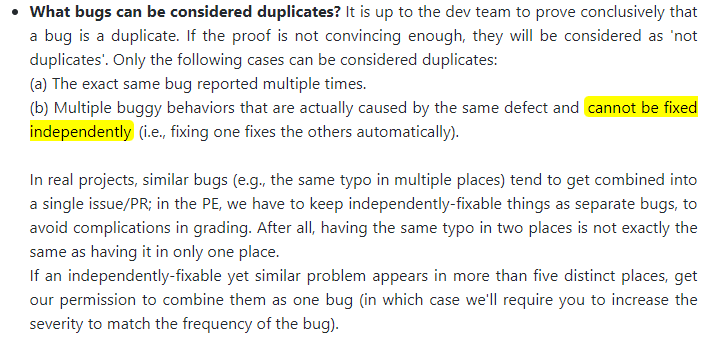 • What bugs can be considered duplicates? It is up to the dev team to prove conclusively that
a bug is a duplicate. If the proof is not convincing enough, they will be considered as 'not
duplicates'. Only the following cases can be considered duplicates:
(a) The exact same bug reported multiple times.
(b) Multiple buggy behaviors that are actually caused by the same defect and cannot be fixed
independently (i.e., fixing one fixes the others automatically).
In real projects, similar bugs (e.g., the same typo in multiple places) tend to get combined into
a single issue/PR; in the PE, we have to keep independently-fixable things as separate bugs, to
avoid complications in grading. After all, having the same typo in two places is not exactly the
same as having it in only one place.
If an independently-fixable yet similar problem appears in more than five distinct places, get
our permission to combine them as one bug (in which case we'll require you to increase the
severity to match the frequency of the bug).